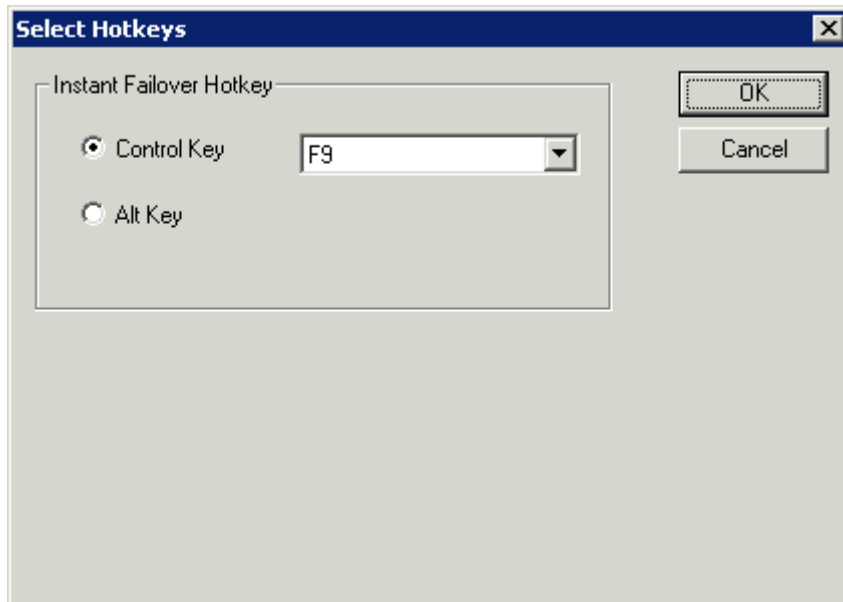 Select Hotkeys
Instant Failover Hotkey
OK
Control Key F9
Cancel
Alt Key